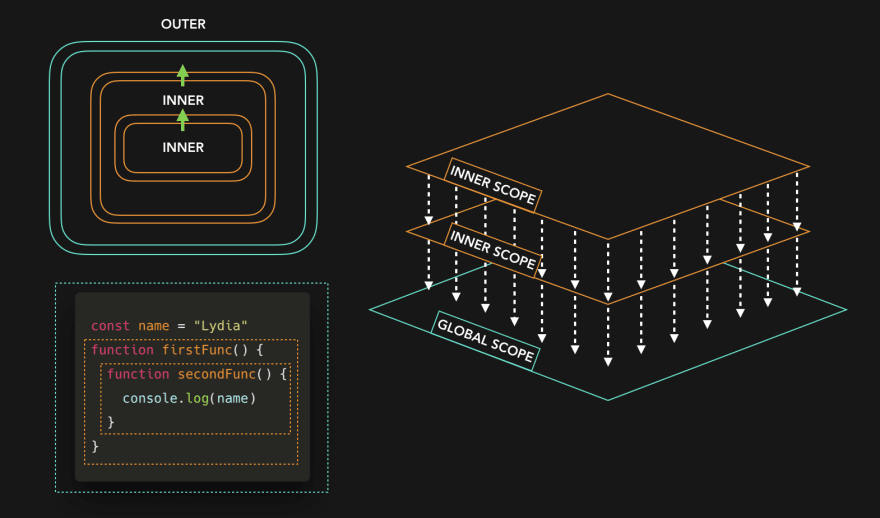 OUTER
INNER
INNER
const name = "Lydia"
function firstFunc() {
function secondFunc() {
console.log(name)
}
}
INNER SCOPE
INNER SCOPE
GLOBAL SCOPE